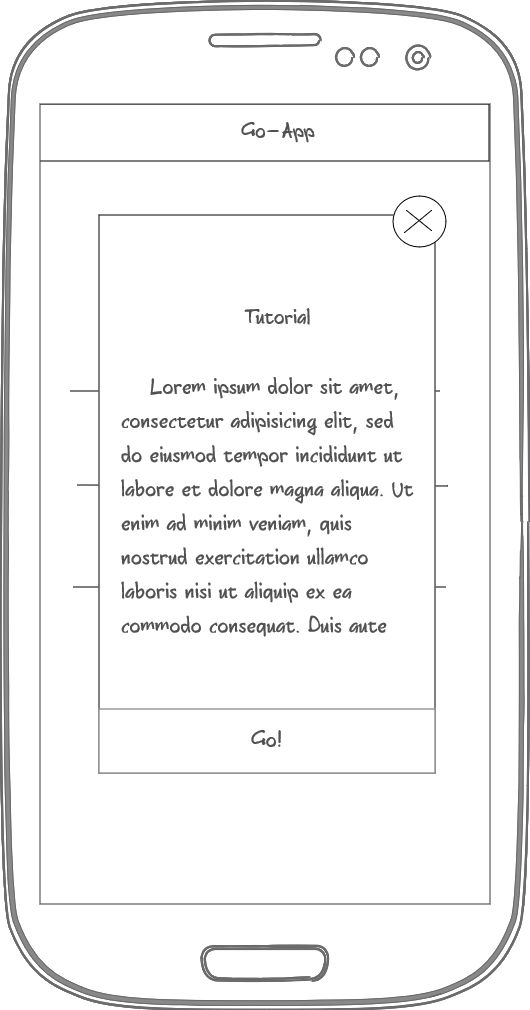 Go-App
Tutorial
Lorem ipsum dolor sit amet,
consectetur adipisicing elit, sed
do eiusmod tempor incididunt ut
labore et dolore magna aliqua. Ut
enim ad minim veniam, quis
nostrud exercitation ullamco
laboris nisi ut aliquip ex ea
commodo consequat. Duis aute
Go!